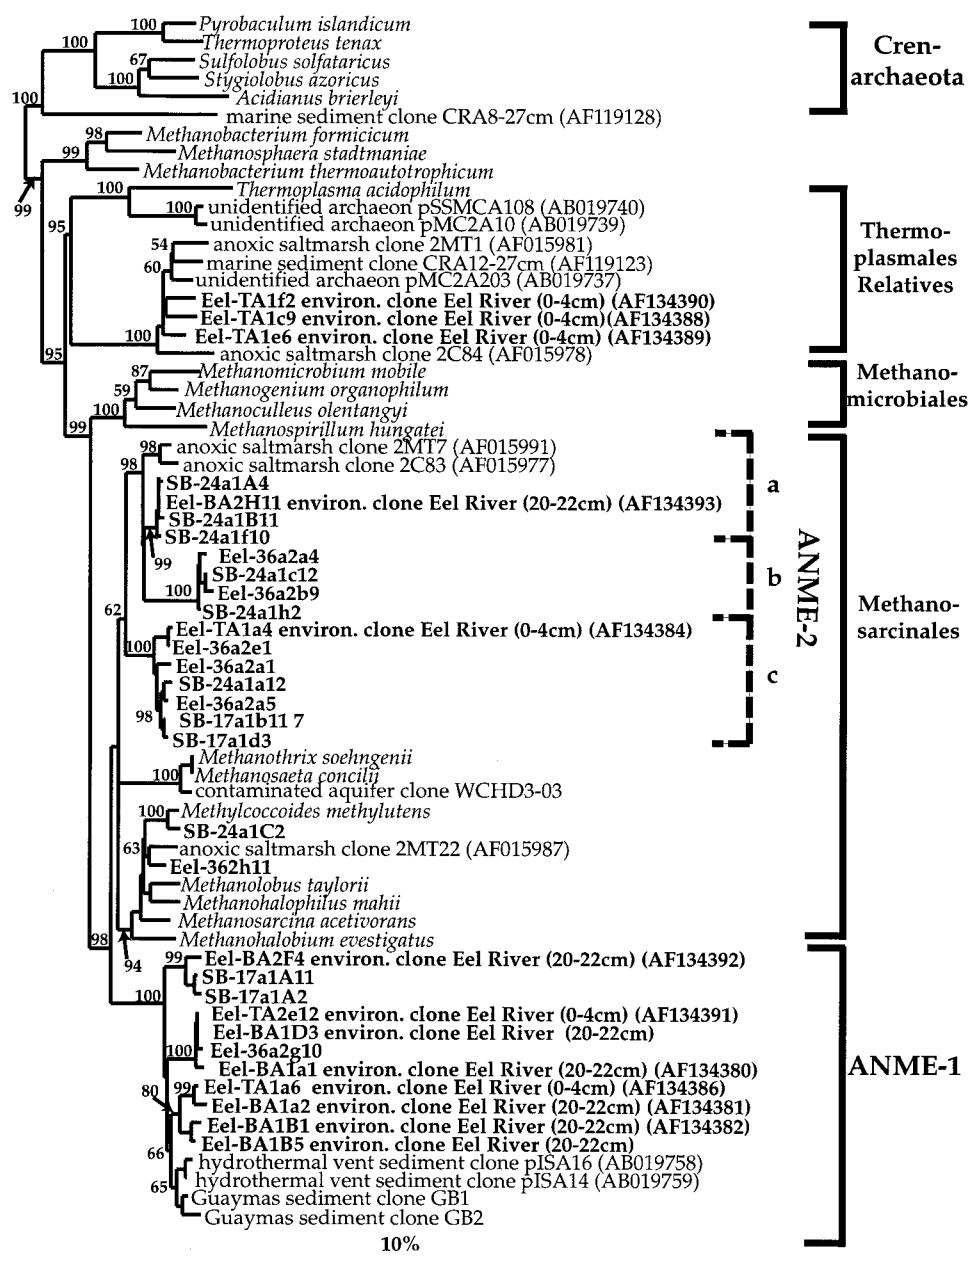 100
Pyrobaculum islandicum
100
Thermoproteus tenax
67
Sulfolobus solfataricus
100
Stygiolobus azoricus
Acidianus brierleyi
100
marine sediment clone CRA8-27cm (AF119128)
Cren-
archaeota
98
Methanobacterium formicicum
99
Methanosphaera stadtmaniae
Methanobacterium thermoautotrophicum
99
100
Thermoplasma acidophilum
100
unidentified archaeon pSSMCA108 (AB019740)
unidentified archaeon pMC2A10 (AB019739)
95
54
anoxic saltmarsh clone 2MT1 (AF015981)
60
marine sediment clone CRA12-27cm (AF119123)
unidentified archaeon pMC2A203 (AB019737)
Eel-TA1f2 environ. clone Eel River (0-4cm) (AF134390)
Eel-TA1c9 environ. clone Eel River (0-4cm)(AF134388)
100
Eel-TA1e6 environ. clone Eel River (0-4cm) (AF134389)
anoxic saltmarsh clone 2C84 (AF015978)
Thermo-
plasmales
Relatives
95
87
Methanomicrobium mobile
59
Methanogenium organophilum
100
Methanoculleus olentangyi
Methanospirillum hungatei
Methano-
microbiales
99
98
anoxic saltmarsh clone 2MT7 (AF015991)
98
anoxic saltmarsh clone 2C83 (AF015977)
SB-24a1A4
Eel-BA2H11 environ. clone Eel River (20-22cm) (AF134393)
SB-24a1B11
SB-24a1f10
99
a
Eel-36a2a4
SB-24a1c12
100
Eel-36a2b9
SB-24a1h2
b
62
Eel-TA1a4 environ. clone Eel River (0-4cm) (AF134384)
100
Eel-36a2e1
Eel-36a2a1
SB-24a1a12
Eel-36a2a5
98
SB-17a1b11 7
SB-17a1d3
c
ANME-2
Methano-
sarcinales
Methanothrix soehngenii
100
Methanosaeta concilii
contaminated aquifer clone WCHD3-03
100
Methylcoccoides methylutens
SB-24a1C2
63
anoxic saltmarsh clone 2MT22 (AF015987)
Eel-362h11
Methanolobus taylorii
Methanohalophilus mahii
Methanosarcina acetivorans
98
Methanohalobium evestigatus
94
99
Eel-BA2F4 environ. clone Eel River (20-22cm) (AF134392)
SB-17a1A11
100
SB-17a1A2
Eel-TA2e12 environ. clone Eel River (0-4cm) (AF134391)
Eel-BA1D3 environ. clone Eel River (20-22cm)
100
Eel-36a2g10
Eel-BA1a1 environ. clone Eel River (20-22cm) (AF134380)
80
99
Eel-TA1a6 environ. clone Eel River (0-4cm) (AF134386)
Eel-BA1a2 environ. clone Eel River (20-22cm) (AF134381)
Eel-BA1B1 environ. clone Eel River (20-22cm) (AF134382)
Eel-BA1B5 environ. clone Eel River (20-22cm)
66
hydrothermal vent sediment clone pISA16 (AB019758)
hydrothermal vent sediment clone pISA14 (AB019759)
65
Guaymas sediment clone GB1
Guaymas sediment clone GB2
ANME-1
10%